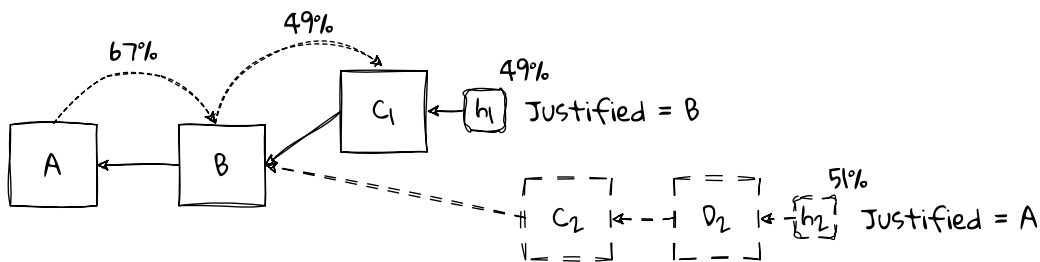 49%
67%
49%
C1
h1 Justified = B
A
B
51%
C2
D2
h2 Justified = A